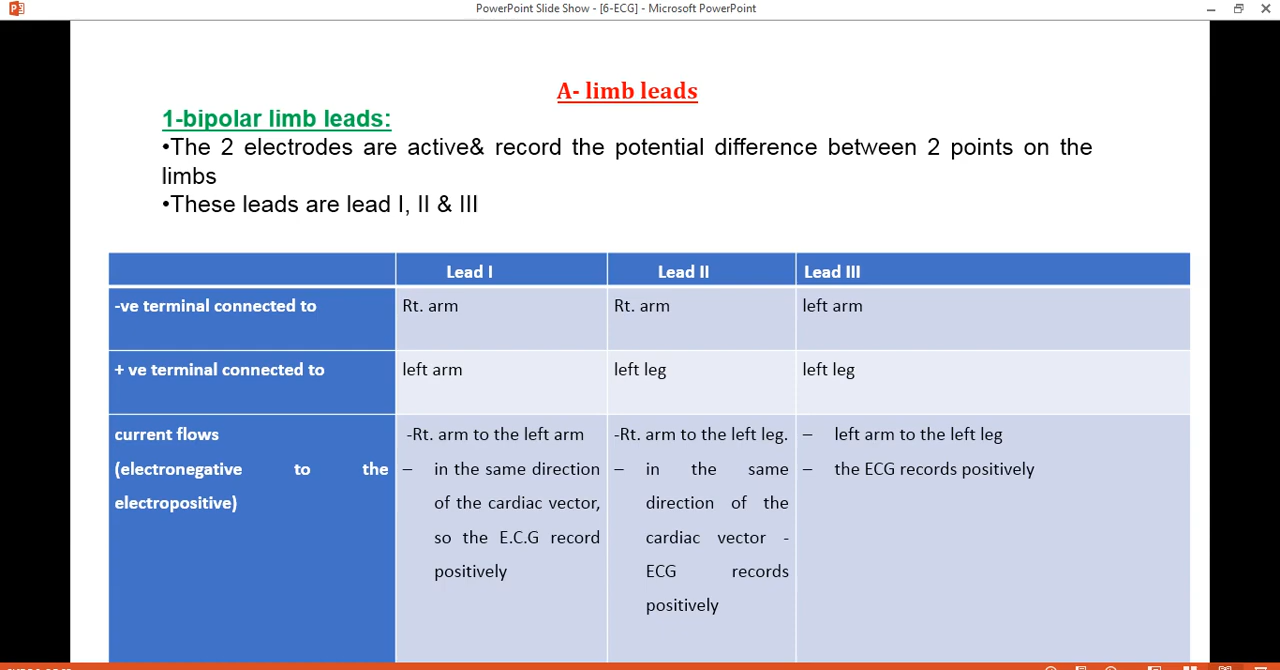 PowerPoint Slide Show - [6-ECG] - Microsoft PowerPoint
A- limb leads
1-bipolar limb leads:
•The 2 electrodes are active& record the potential difference between 2 points on the
limbs
•These leads are lead I, II & III
Lead I Lead II Lead III
-ve terminal connected to Rt. arm Rt. arm left arm
+ ve terminal connected to left arm left leg left leg
current flows
(electronegative to the
electropositive)
-Rt. arm to the left arm
– in the same direction
of the cardiac vector,
so the E.C.G record
positively
-Rt. arm to the left leg.
– in the same
direction of the
cardiac vector -
ECG records
positively
– left arm to the left leg
– the ECG records positively